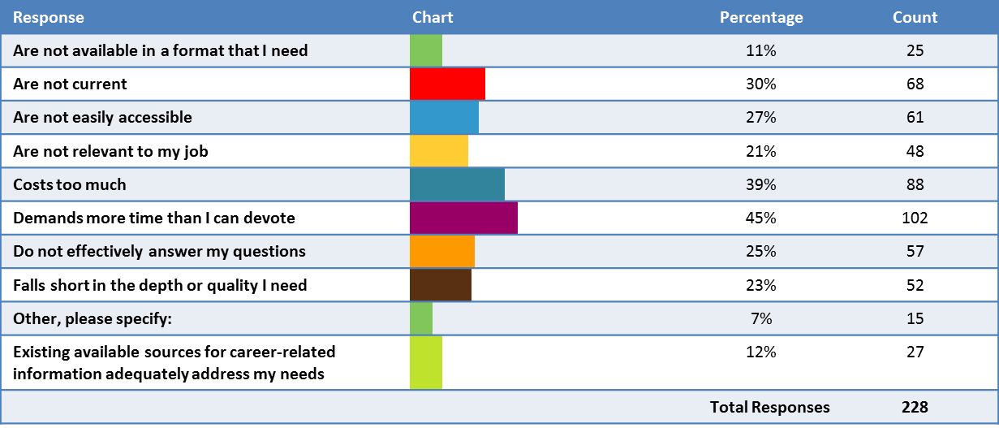 Response Chart Percentage Count
Are not available in a format that I need 11% 25
Are not current 30% 68
Are not easily accessible 27% 61
Are not relevant to my job 21% 48
Costs too much 39% 88
Demands more time than I can devote 45% 102
Do not effectively answer my questions 25% 57
Falls short in the depth or quality I need 23% 52
Other, please specify: 7% 15
Existing available sources for career-related 12% 27
information adequately address my needs
Total Responses 228